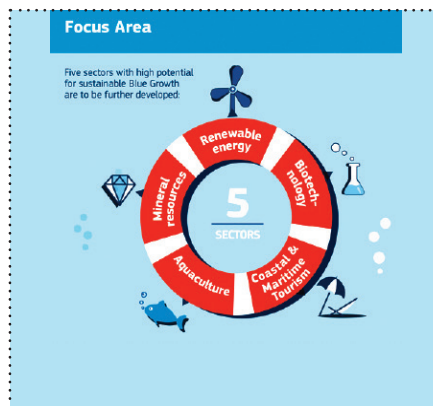 Focus Area
Five sectors with high potential
for sustainable Blue Growth
are to be further developed:
Renewable
energy
Biotech-
nology
Coastal &
Maritime
Tourism
Aquaculture
Mineral
resources
5
SECTORS